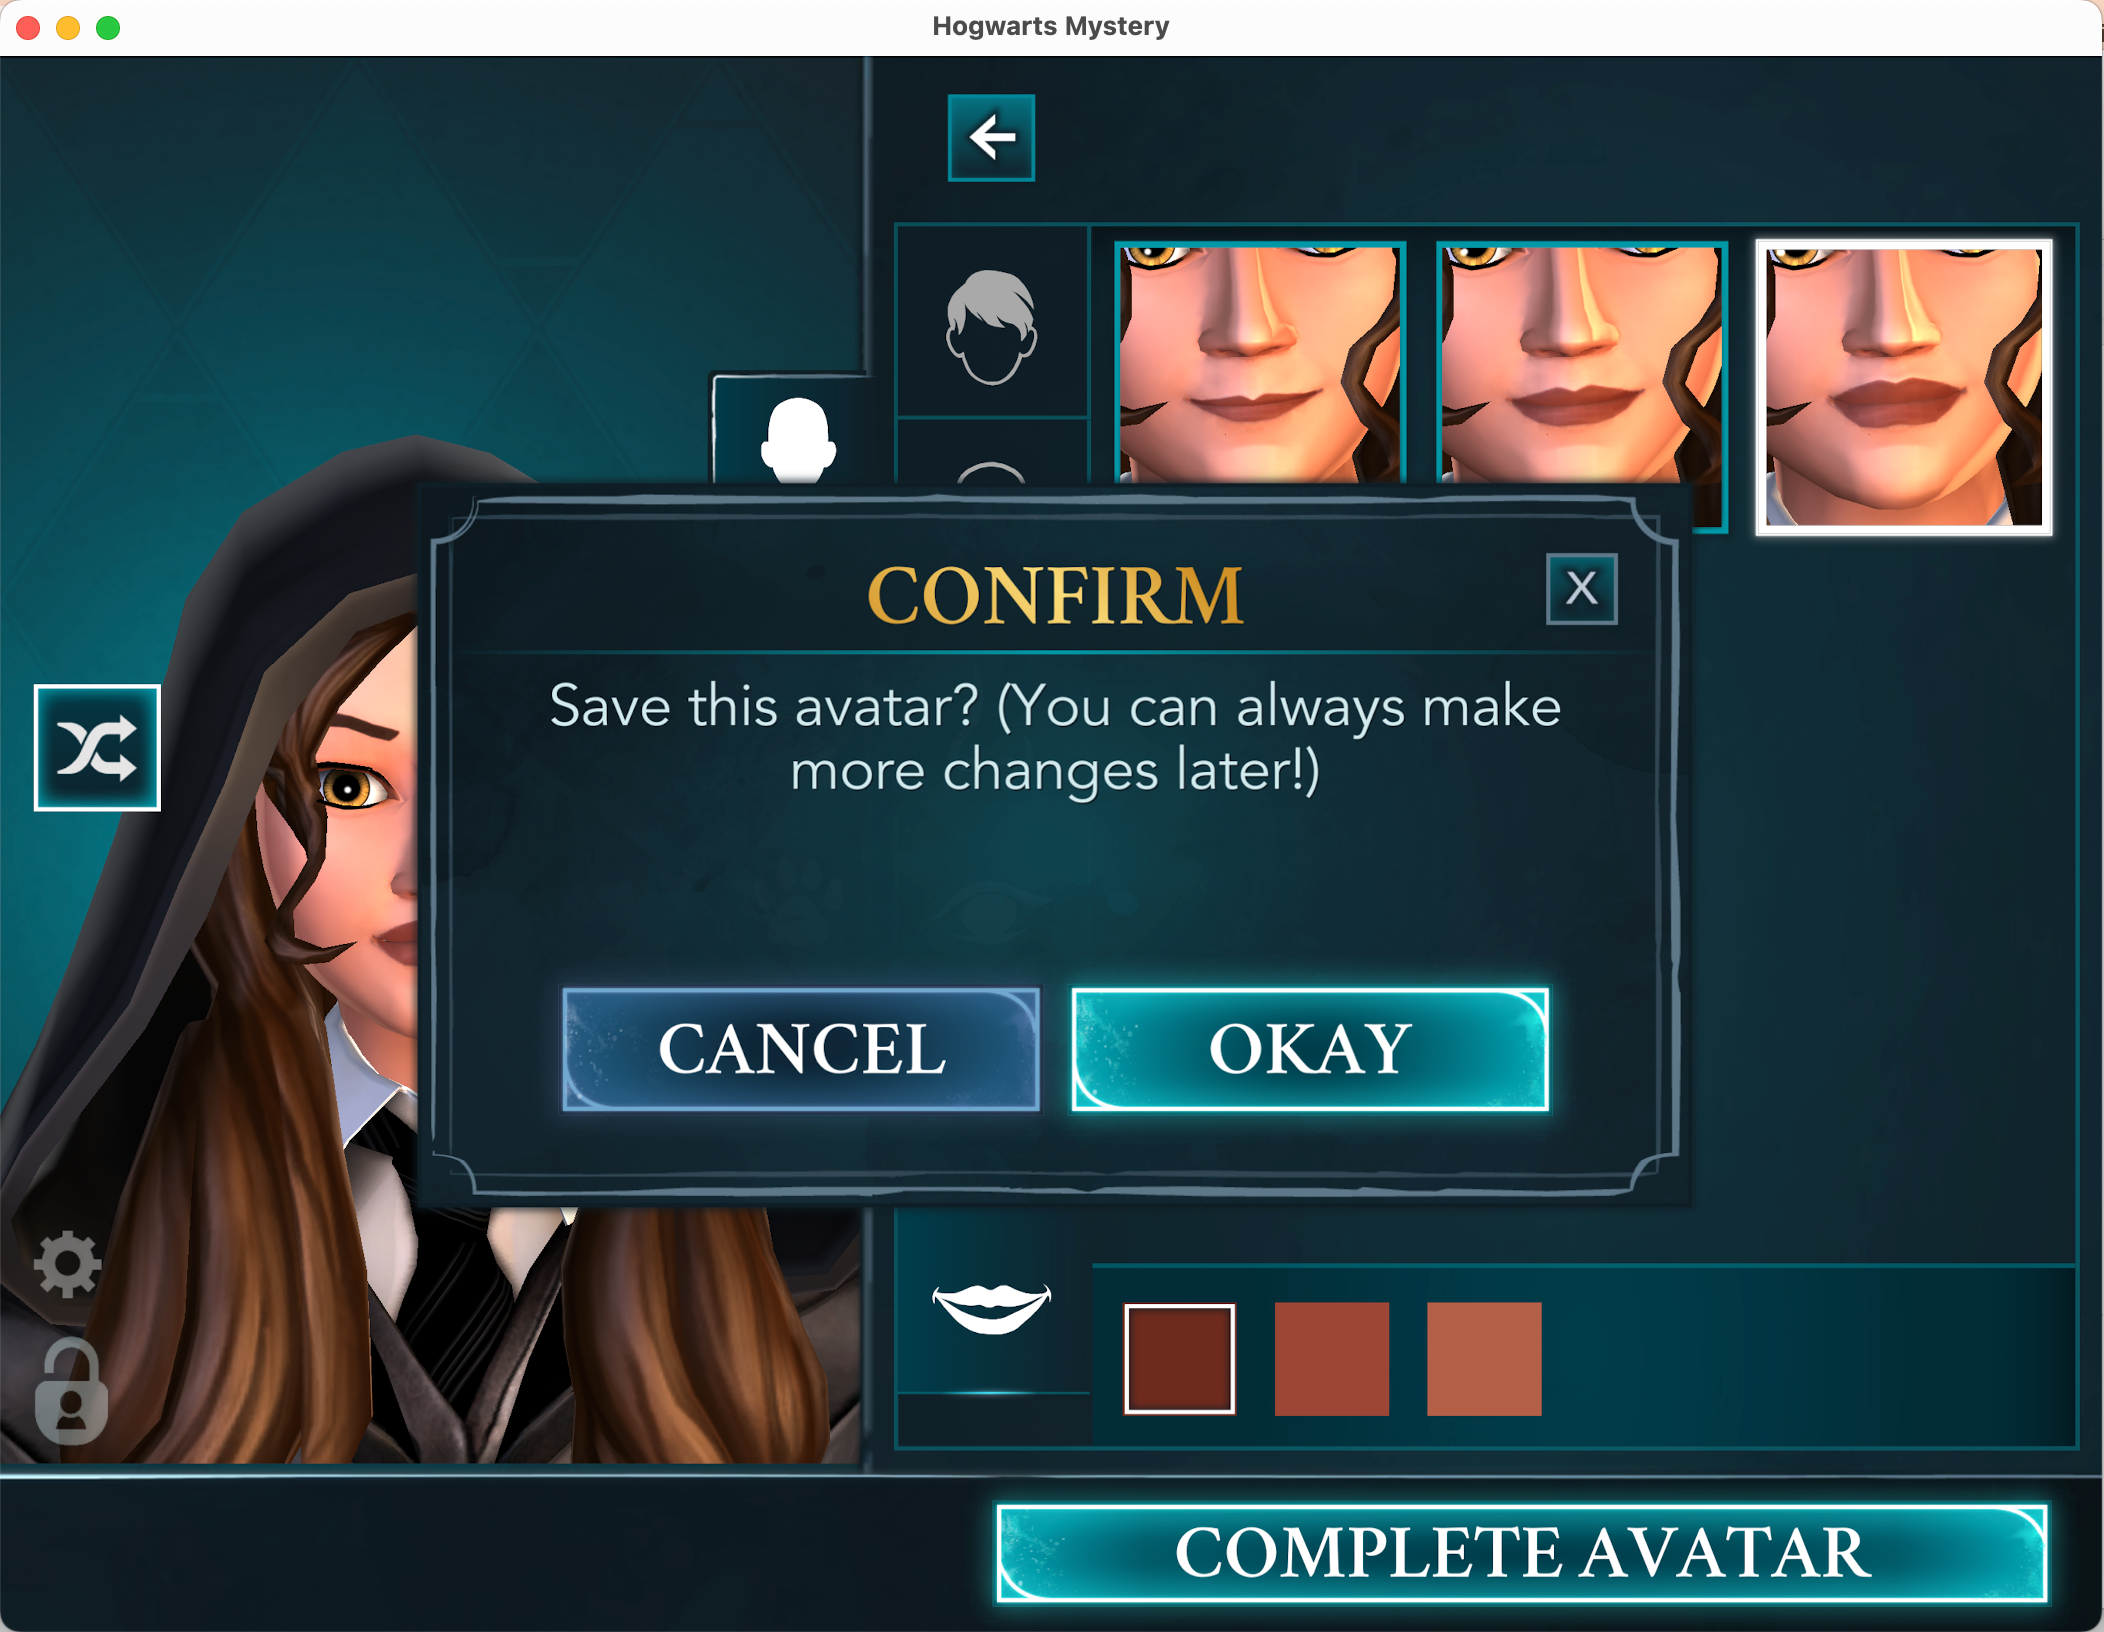 Hogwarts Mystery
CONFIRM
X
Save this avatar? (You can always make
more changes later!)
CANCEL
OKAY
COMPLETE AVATAR